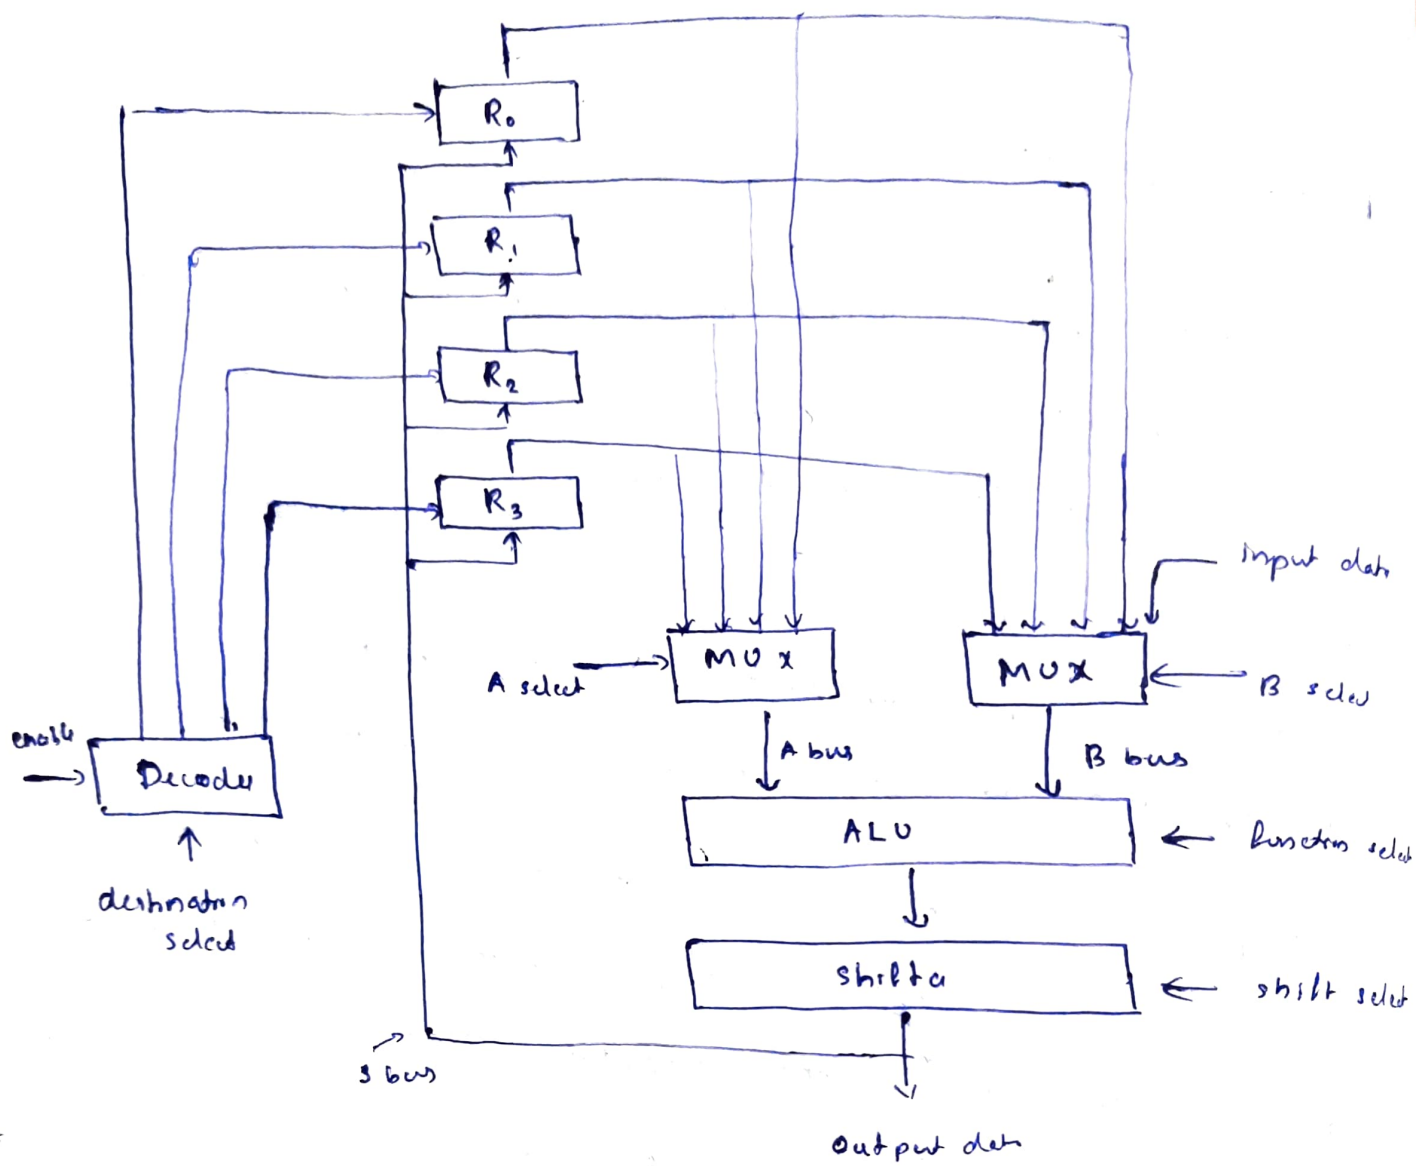 R₀
R₁
R₂
R₃
input data
MUX
MUX
A select
B select
enable
A bus
B bus
Decoder
ALU
function select
destination
select
Shifter
shift select
S bus
Output data